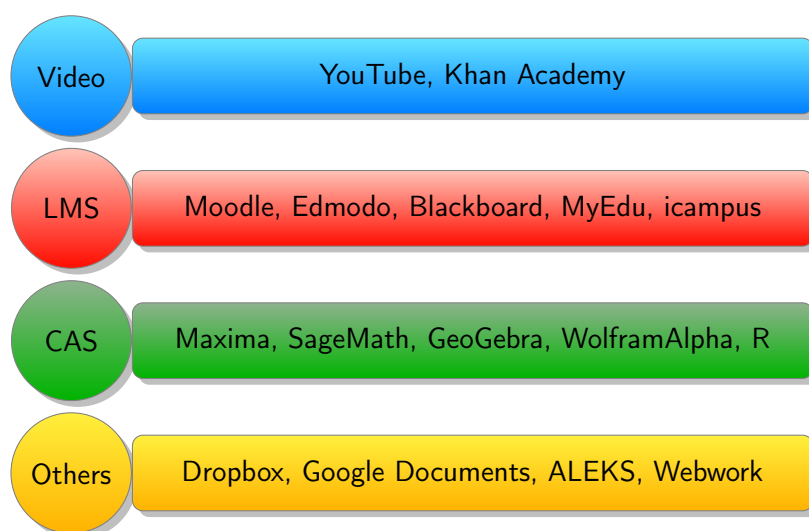 Video
YouTube, Khan Academy
LMS
Moodle, Edmodo, Blackboard, MyEdu, icampus
CAS
Maxima, SageMath, GeoGebra, WolframAlpha, R
Others
Dropbox, Google Documents, ALEKS, Webwork